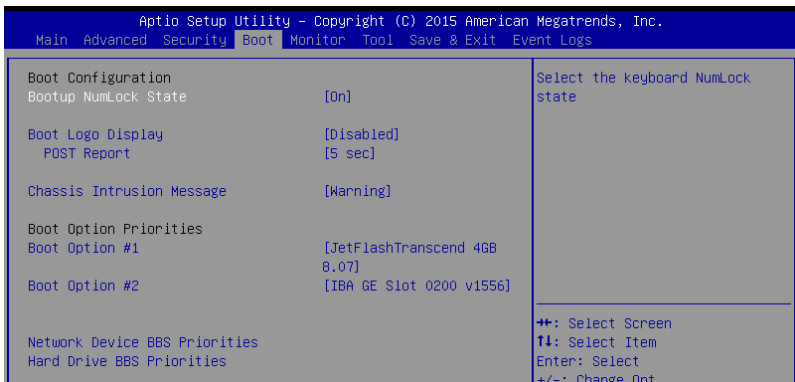 Aptio Setup Utility – Copyright (C) 2015 American Megatrends, Inc.
Main Advanced Security Boot Monitor Tool Save & Exit Event Logs
Boot Configuration
Bootup NumLock State [On]
Boot Logo Display [Disabled]
POST Report [5 sec]
Chassis Intrusion Message [Warning]
Boot Option Priorities
Boot Option #1 [JetFlashTranscend 4GB
8.07]
Boot Option #2 [IBA GE Slot 0200 v1556]
Network Device BBS Priorities
Hard Drive BBS Priorities
Select the keyboard NumLock
state
→←: Select Screen
↑↓: Select Item
Enter: Select
+/-: Change Opt.